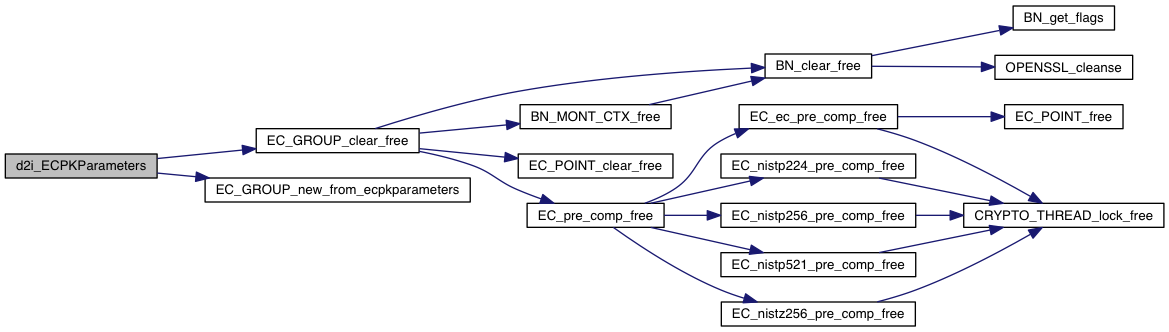 d2i_ECPKParameters
EC_GROUP_clear_free
EC_GROUP_new_from_ecpkparameters
BN_MONT_CTX_free
EC_POINT_clear_free
EC_pre_comp_free
BN_clear_free
EC_ec_pre_comp_free
EC_nistp224_pre_comp_free
EC_nistp256_pre_comp_free
EC_nistp521_pre_comp_free
EC_nistz256_pre_comp_free
BN_get_flags
OPENSSL_cleanse
EC_POINT_free
CRYPTO_THREAD_lock_free